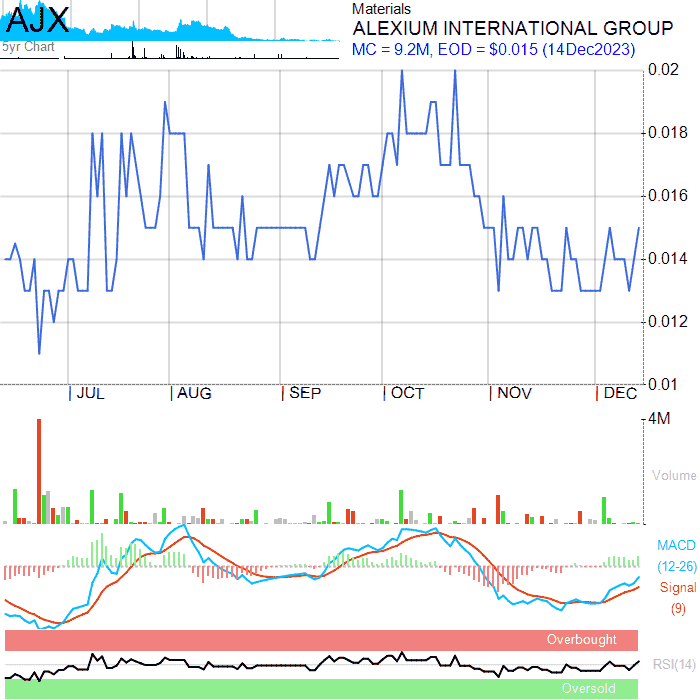 AJX
5yr Chart
Materials
ALEXIUM INTERNATIONAL GROUP
MC = 9.2M, EOD = $0.015 (14Dec2023)
0.02
0.018
0.016
0.014
0.012
0.01
JUL AUG SEP OCT NOV DEC
4M
Volume
MACD
(12-26)
Signal
(9)
Overbought
RSI(14)
Oversold